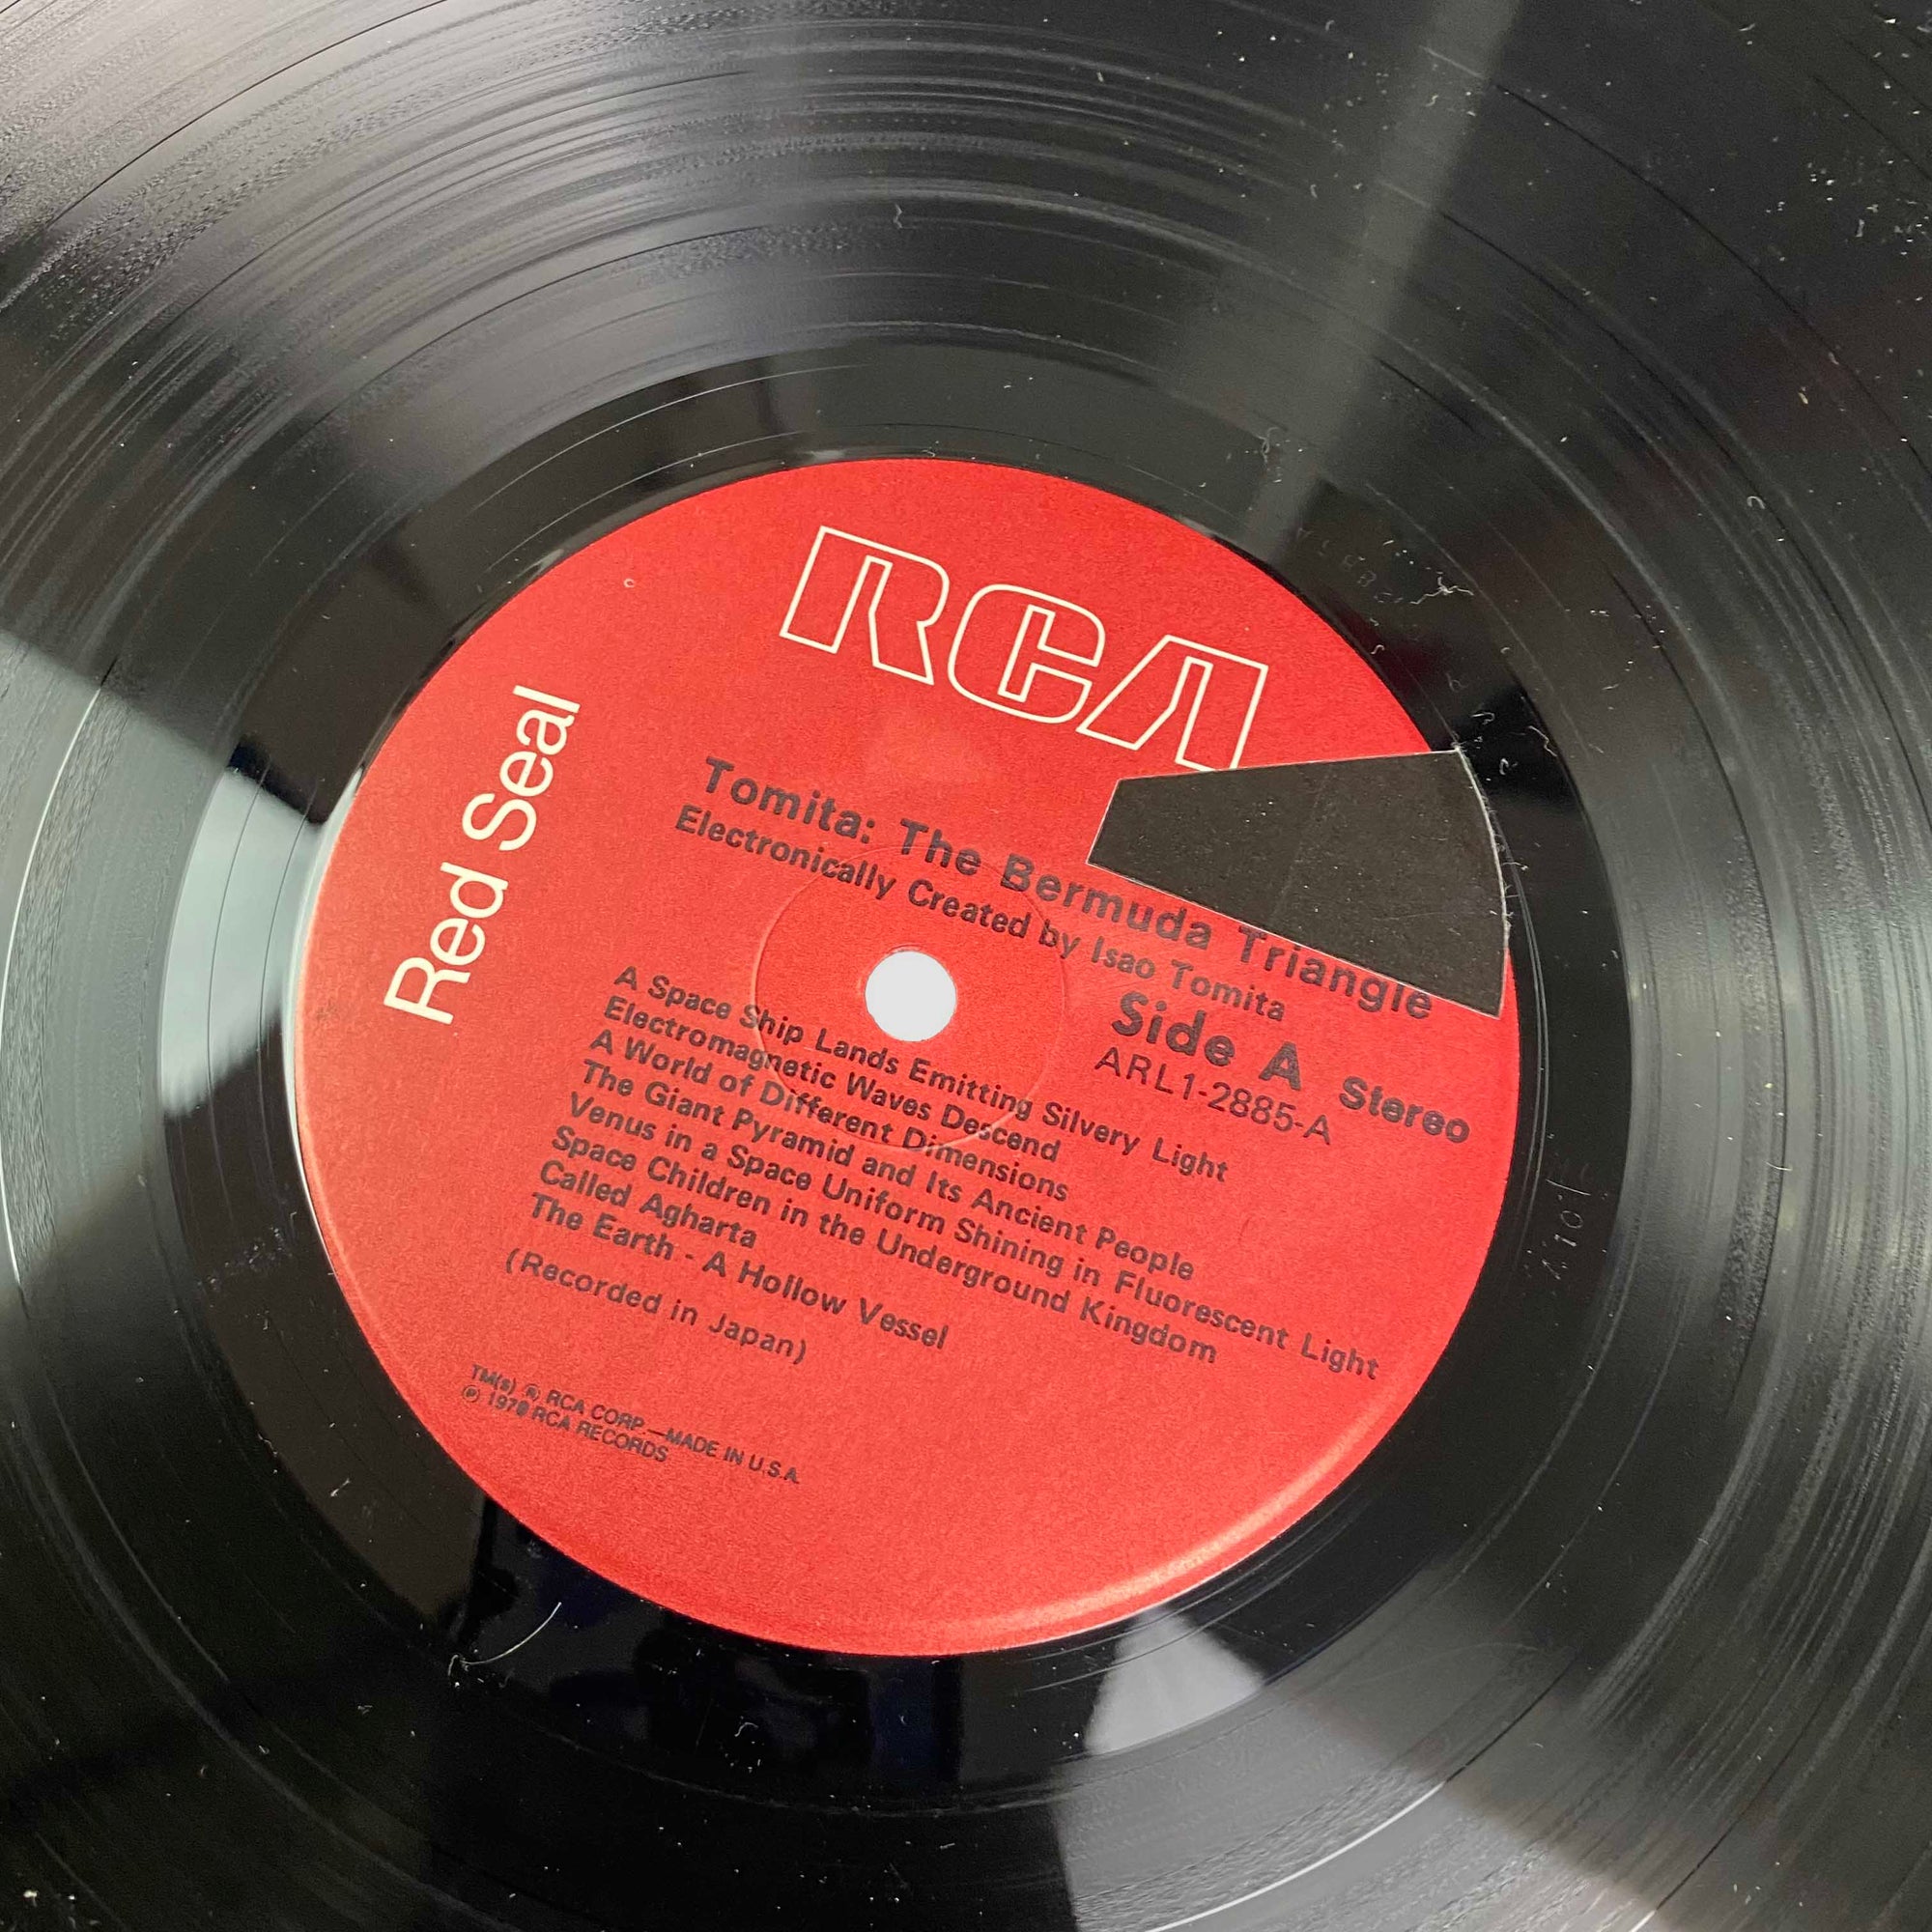 RCA
Red Seal
Tomita: The Bermuda Triangle
Electronically Created by Isao Tomita
Side A Stereo
ARL1-2885-A
A Space Ship Lands Emitting Silvery Light
Electromagnetic Waves Descend
A World of Different Dimensions
The Giant Pyramid and Its Ancient People
Venus in a Space Uniform Shining in Fluorescent Light
Space Children in the Underground Kingdom
Called Agharta
The Earth - A Hollow Vessel
(Recorded in Japan)
TM(s) ® RCA CORP.—MADE IN U.S.A.
℗ RCA RECORDS